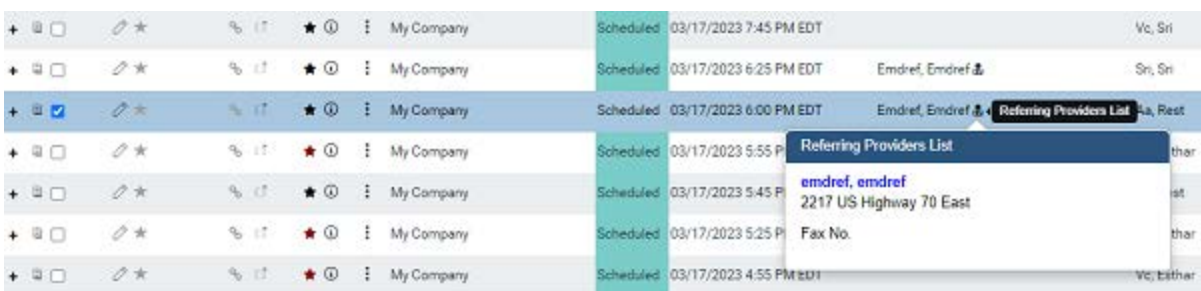 My Company Scheduled 03/17/2023 7:45 PM EDT Vc, Sri
My Company Scheduled 03/17/2023 6:25 PM EDT Emdref, Emdref Sri, Sri
My Company Scheduled 03/17/2023 6:00 PM EDT Emdref, Emdref Referring Providers List Aa, Rest
My Company Scheduled 03/17/2023 5:55 P
Referring Providers List
thar
My Company Scheduled 03/17/2023 5:45 P
emdref, emdref
2217 US Highway 70 East
My Company Scheduled 03/17/2023 5:25 P
Fax No.
thar
My Company Scheduled 03/17/2023 4:55 PM EDT Vc, Esthar